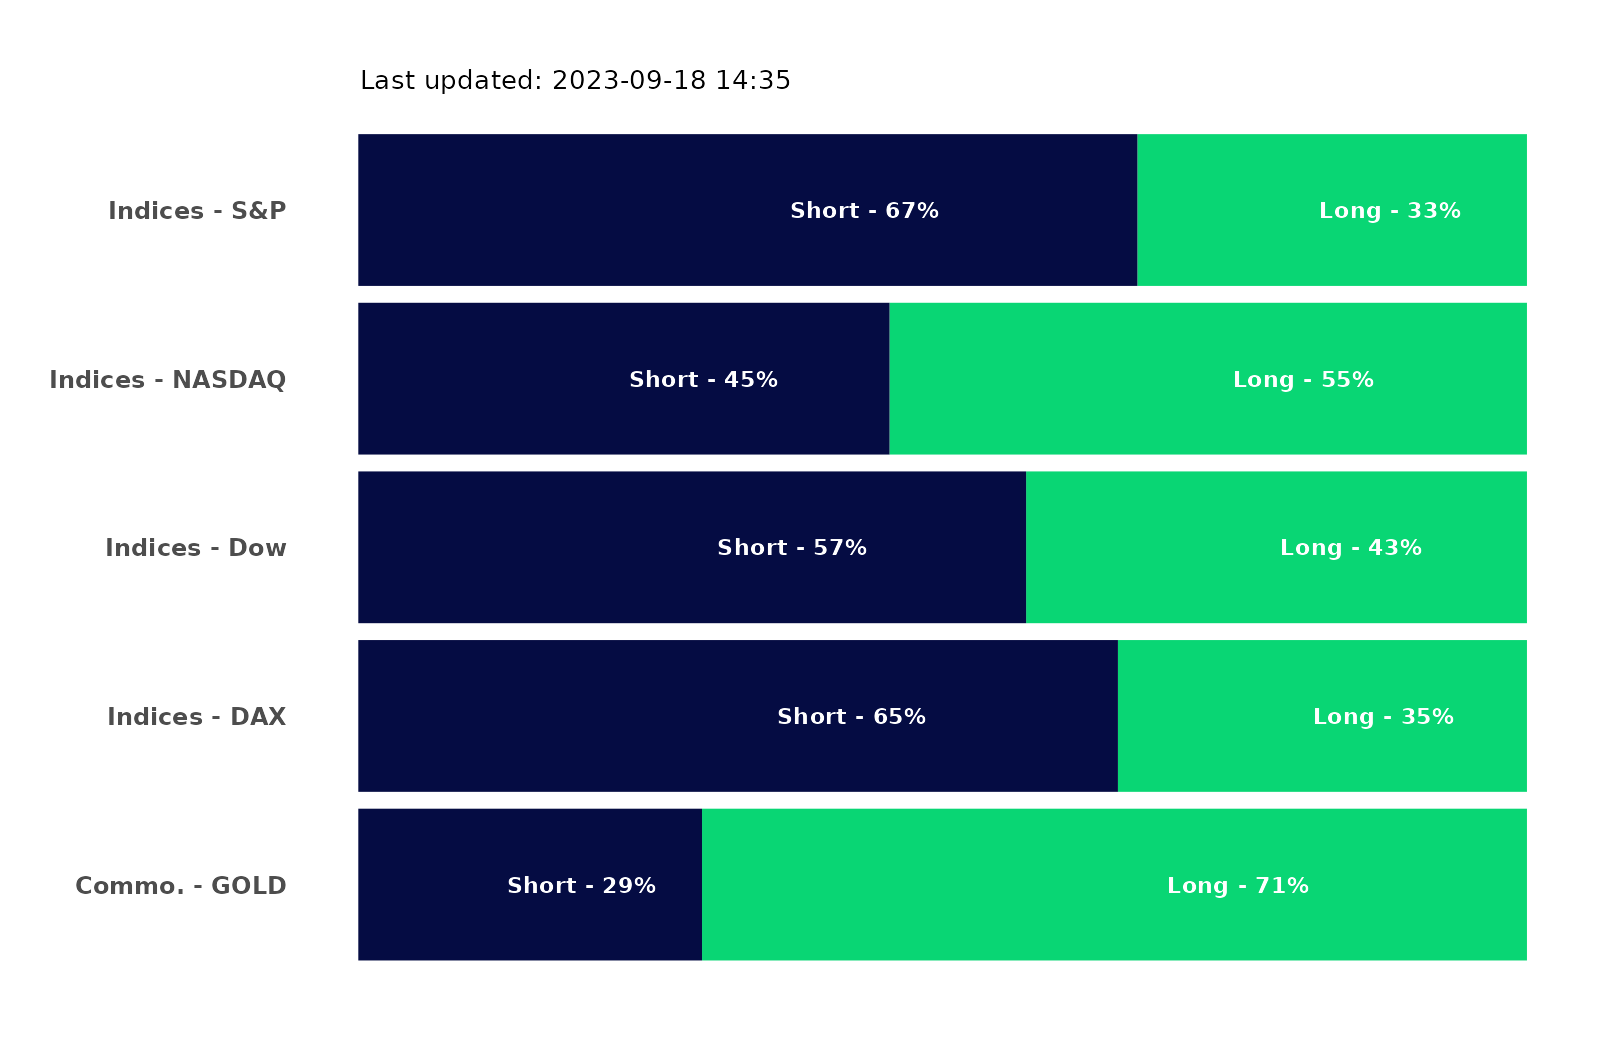 Last updated: 2023-09-18 14:35
Indices - S&P Short - 67% Long - 33%
Indices - NASDAQ Short - 45% Long - 55%
Indices - Dow Short - 57% Long - 43%
Indices - DAX Short - 65% Long - 35%
Commo. - GOLD Short - 29% Long - 71%